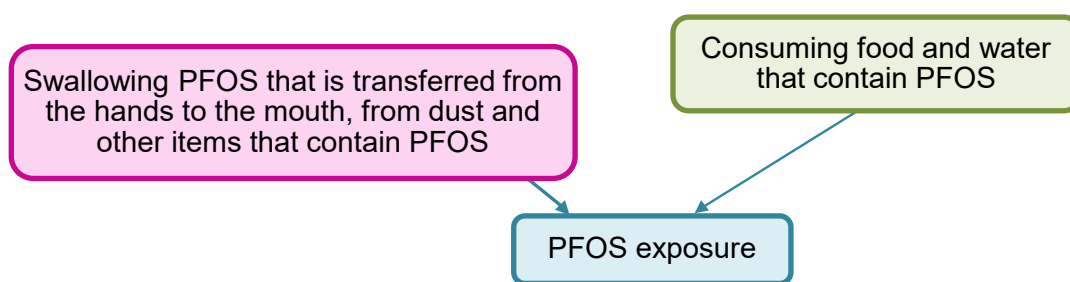 Swallowing PFOS that is transferred from
the hands to the mouth, from dust and
other items that contain PFOS
Consuming food and water
that contain PFOS
PFOS exposure